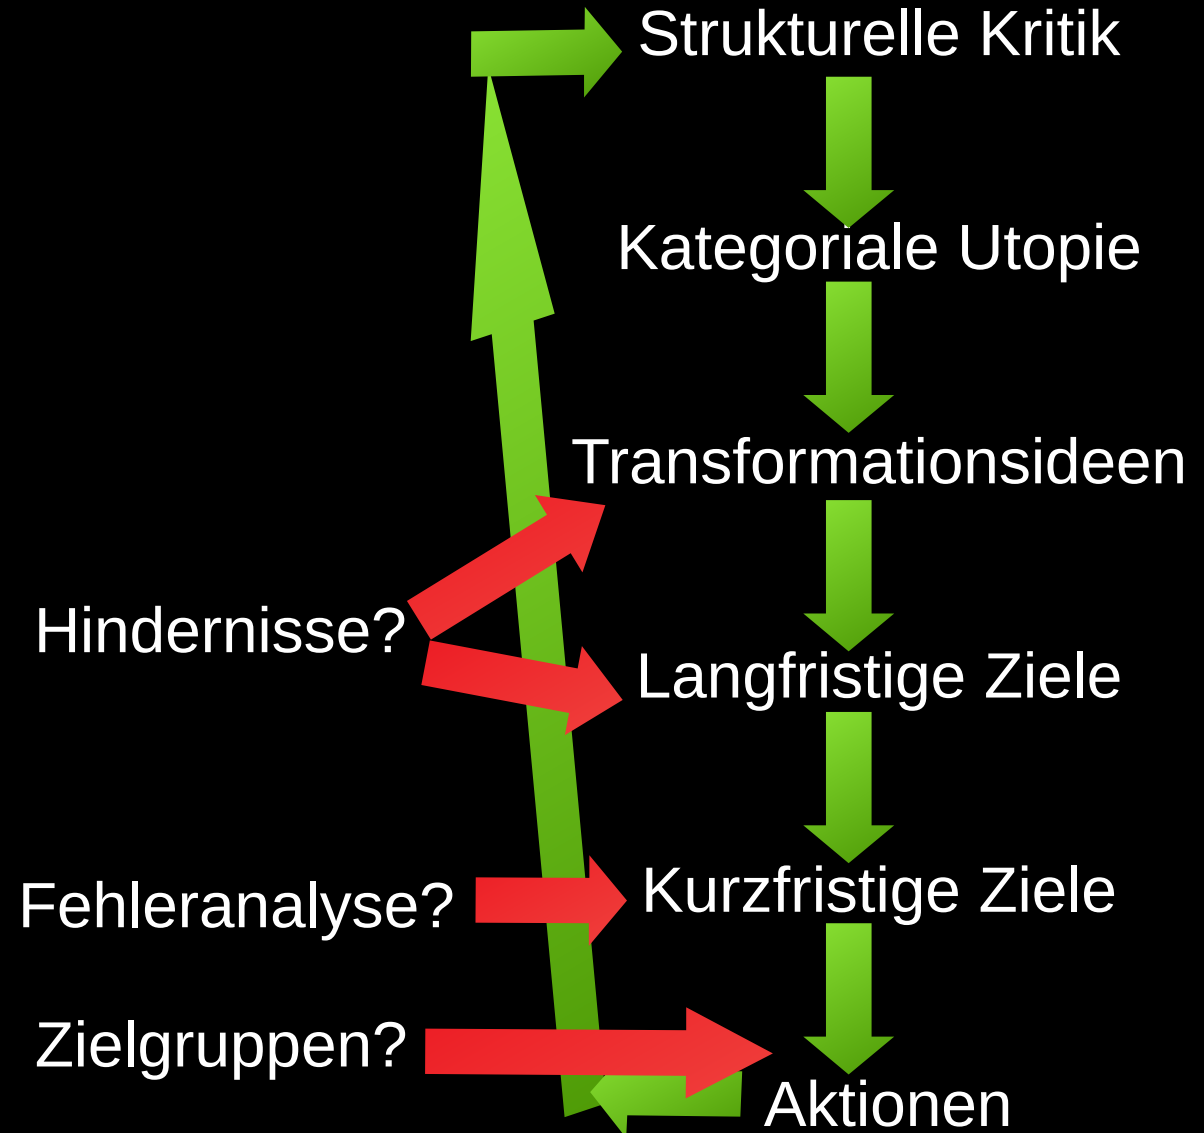 Strukturelle Kritik
Kategoriale Utopie
Transformationsideen
Hindernisse?
Langfristige Ziele
Kurzfristige Ziele
Fehleranalyse?
Zielgruppen?
Aktionen